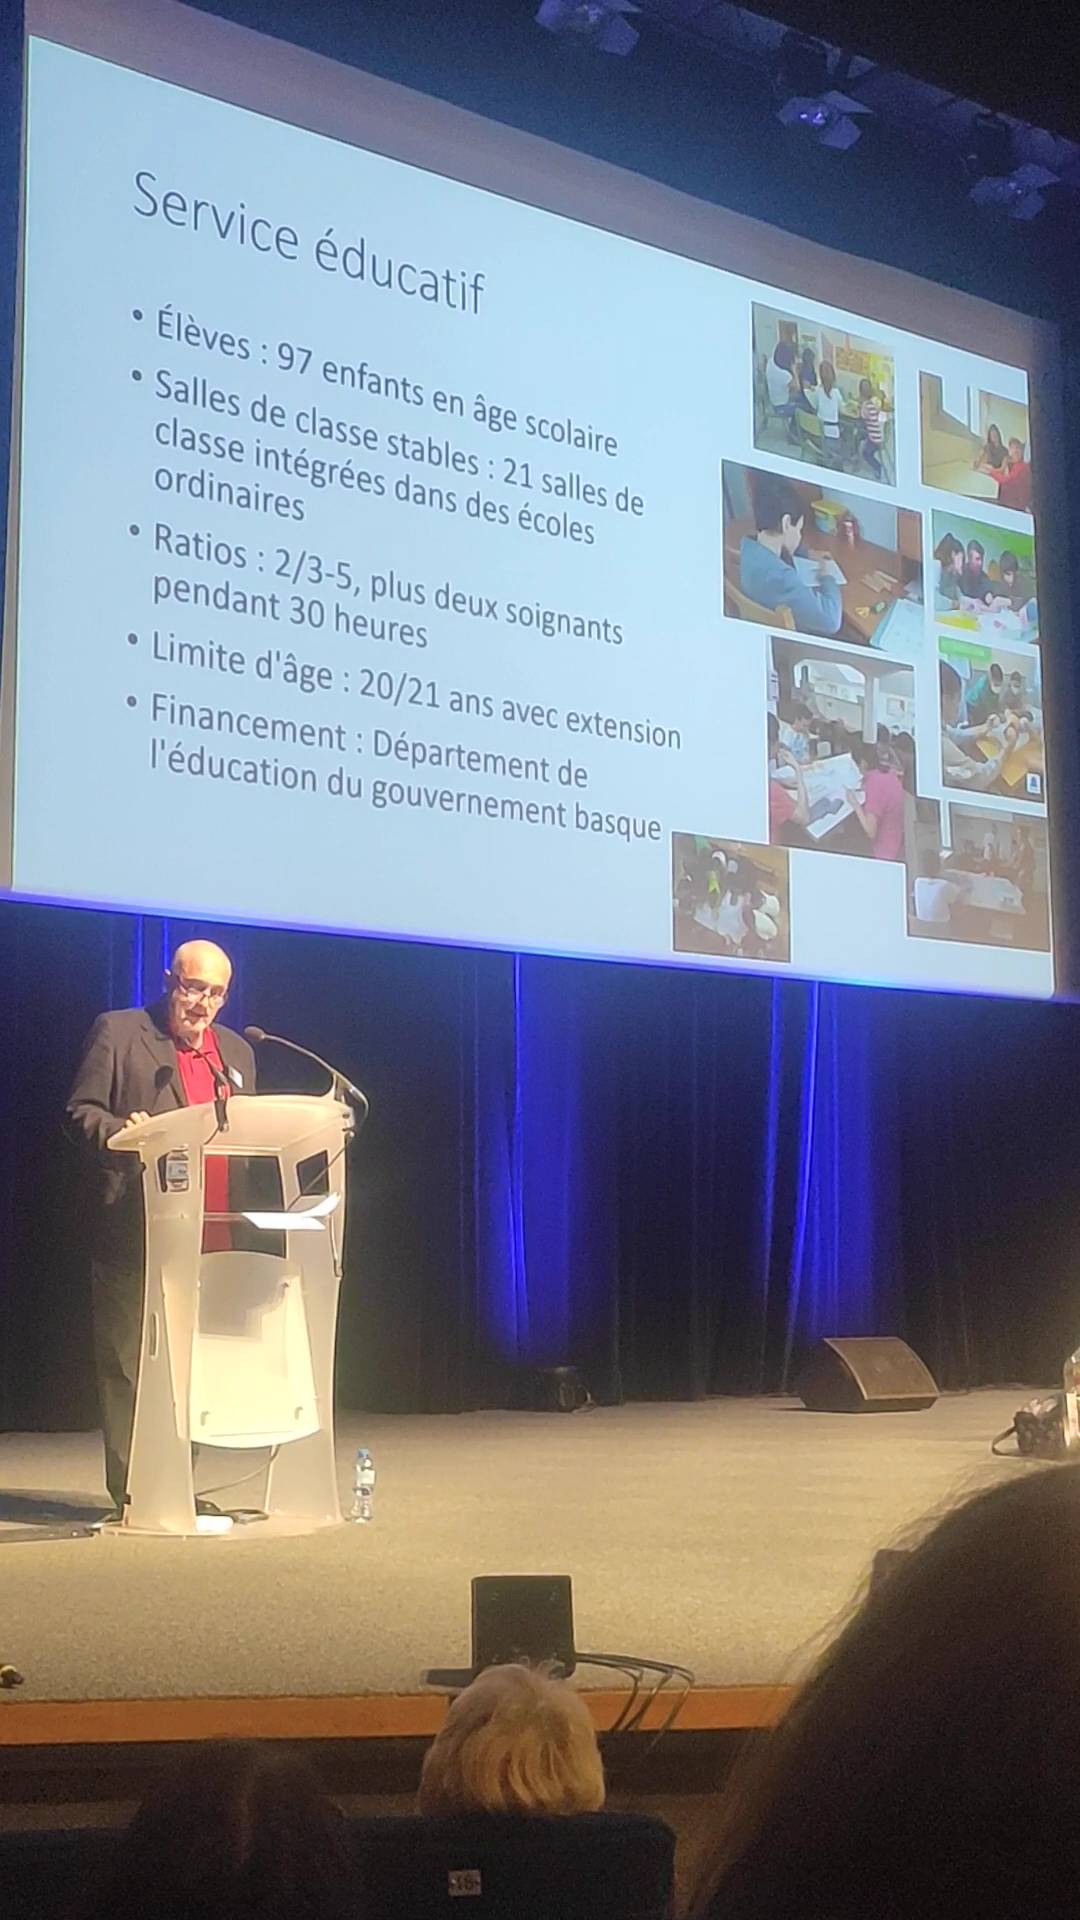 Service éducatif
• Élèves : 97 enfants en âge scolaire
• Salles de classe stables : 21 salles de
classe intégrées dans des écoles
ordinaires
• Ratios : 2/3-5, plus deux soignants
pendant 30 heures
• Limite d'âge : 20/21 ans avec extension
• Financement : Département de
l'éducation du gouvernement basque